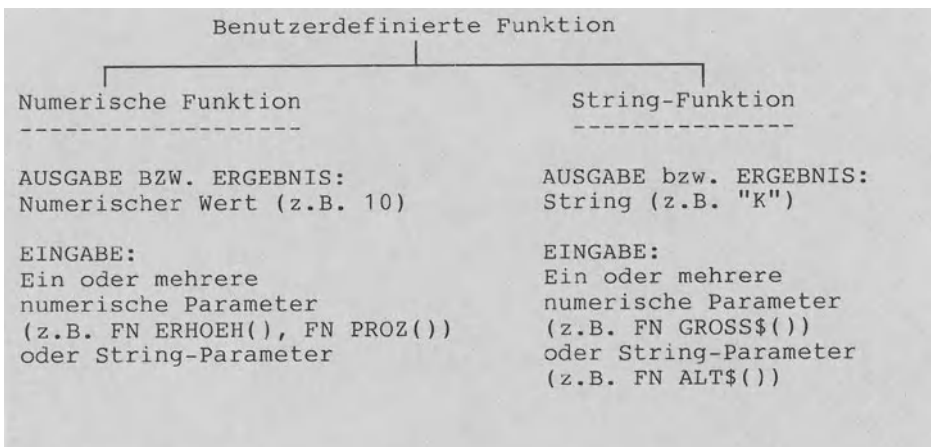 Benutzerdefinierte Funktion
Numerische Funktion
-------------------
AUSGABE BZW. ERGEBNIS:
Numerischer Wert (z.B. 10)
EINGABE:
Ein oder mehrere
numerische Parameter
(z.B. FN ERHOEH(), FN PROZ())
oder String-Parameter
String-Funktion
---------------
AUSGABE bzw. ERGEBNIS:
String (z.B. "K")
EINGABE:
Ein oder mehrere
numerische Parameter
(z.B. FN GROSS$())
oder String-Parameter
(z.B. FN ALT$())